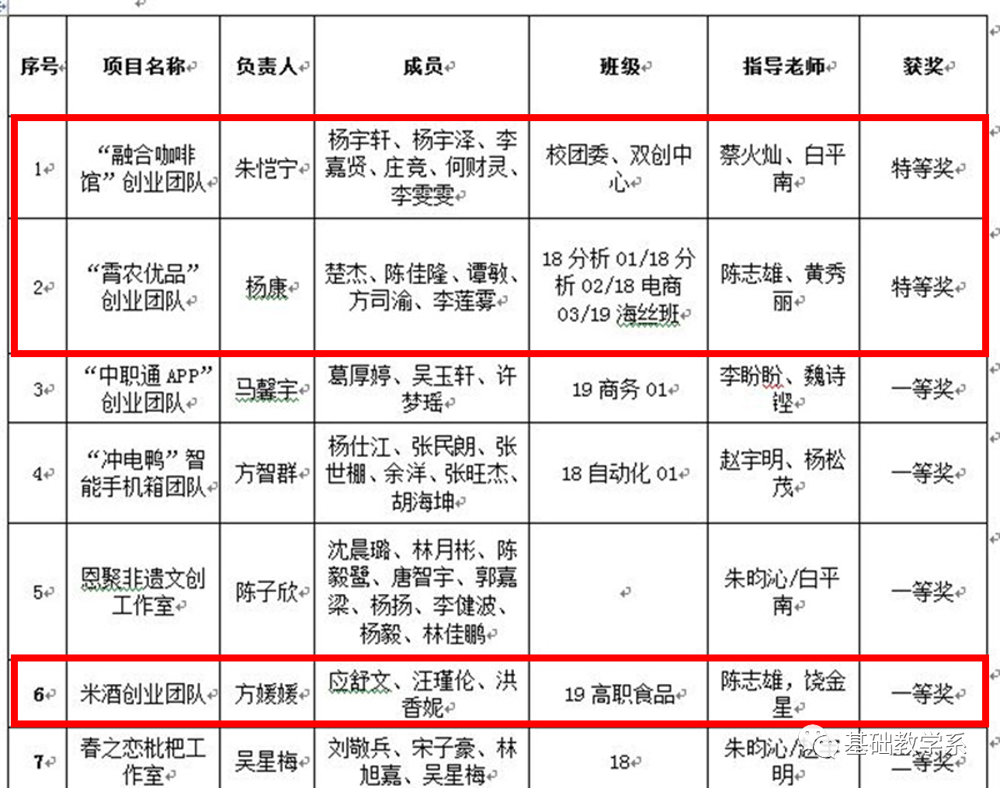 序号 项目名称 负责人 成员 班级 指导老师 获奖
1
“融合咖啡
馆”创业团队
朱恺宁
杨宇轩、杨宇泽、李
嘉贤、庄竞、何财灵、
李雯雯
校团委、双创中
心
蔡火灿、白平
南
特等奖
2
“霄农优品”
创业团队
杨康
楚杰、陈佳隆、谭敏、
方司渝、李莲雾
18 分析 01/18 分
析 02/18 电商
03/19 海丝班
陈志雄、黄秀
丽
特等奖
3
“中职通 APP”
创业团队
马馨宇
葛厚婷、吴玉轩、许
梦瑶
19 商务 01
李盼盼、魏诗
铿
一等奖
4
“冲电鸭”智
能手机箱团队
方智群
杨仕江、张民朗、张
世棚、余洋、张旺杰、
胡海坤
18 自动化 01
赵宇明、杨松
茂
一等奖
5
恩聚非遗文创
工作室
陈子欣
沈晨璐、林月彬、陈
毅鹭、唐智宇、郭嘉
梁、杨扬、李健波、
杨毅、林佳鹏
朱昀沁/白平
南
一等奖
6
米酒创业团队
方媛媛
应舒文、汪瑾伦、洪
香妮
19 高职食品
陈志雄，饶金
星
一等奖
7
春之恋枇杷工
作室
吴星梅
刘敬兵、宋子豪、林
旭嘉、吴星梅
18
朱昀沁/
明
二等奖
基础教学系